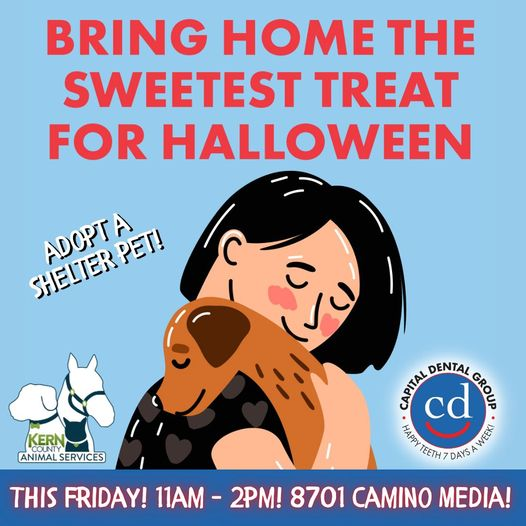 BRING HOME THE
SWEETEST TREAT
FOR HALLOWEEN
ADOPT A
SHELTER PET!
KERN
COUNTY
ANIMAL SERVICES
CAPITAL DENTAL GROUP
cd
HAPPY TEETH 7 DAYS A WEEK!
THIS FRIDAY! 11AM - 2PM! 8701 CAMINO MEDIA!